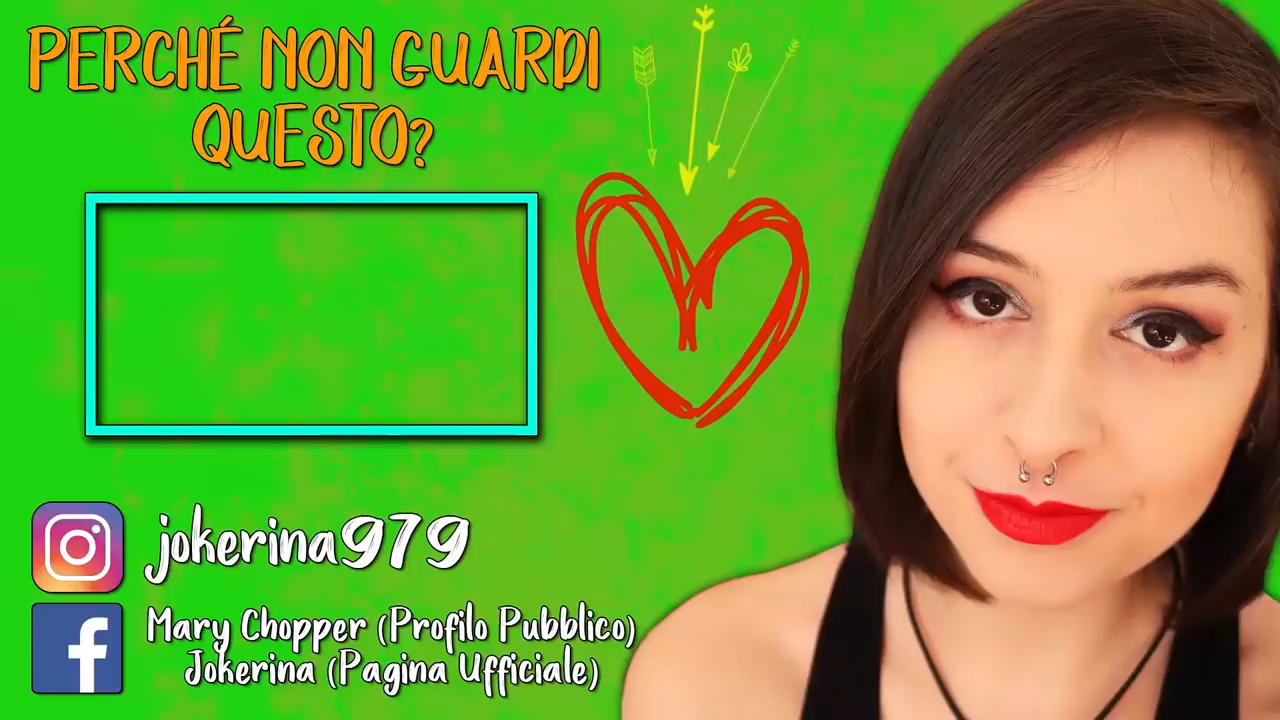 PERCHÉ NON GUARDI
QUESTO?
jokerina979
Mary Chopper (Profilo Pubblico)
Jokerina (Pagina Ufficiale)